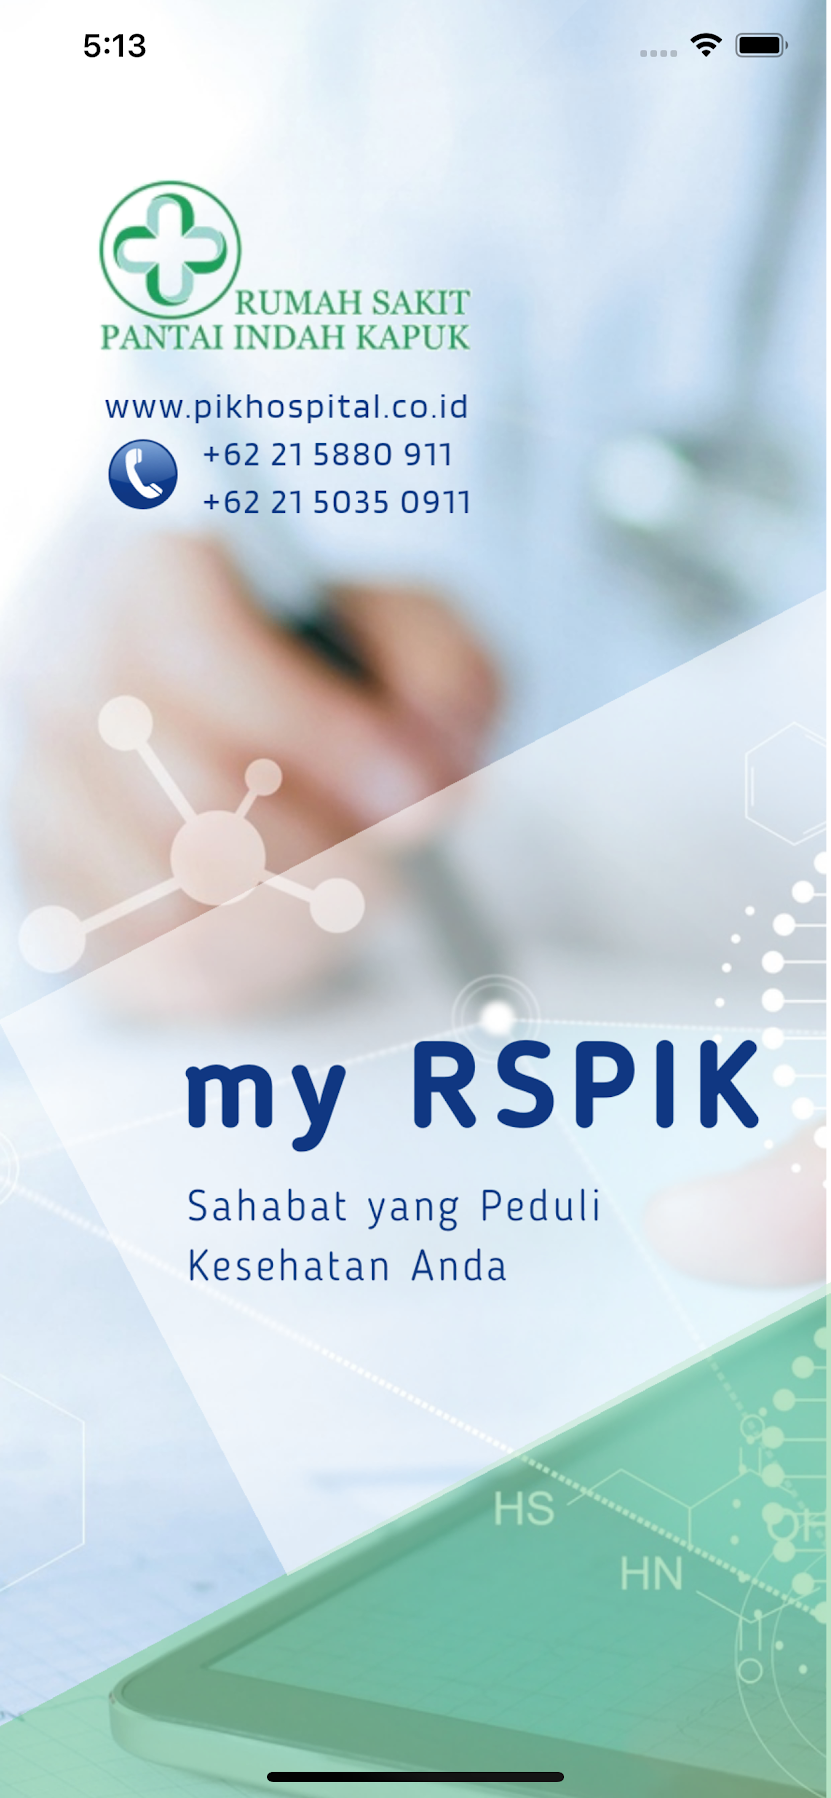 5:13
RUMAH SAKIT
PANTAI INDAH KAPUK
www.pikhospital.co.id
+62 21 5880 911
+62 21 5035 0911
my RSPIK
Sahabat yang Peduli
Kesehatan Anda
HS
OH
HN
O